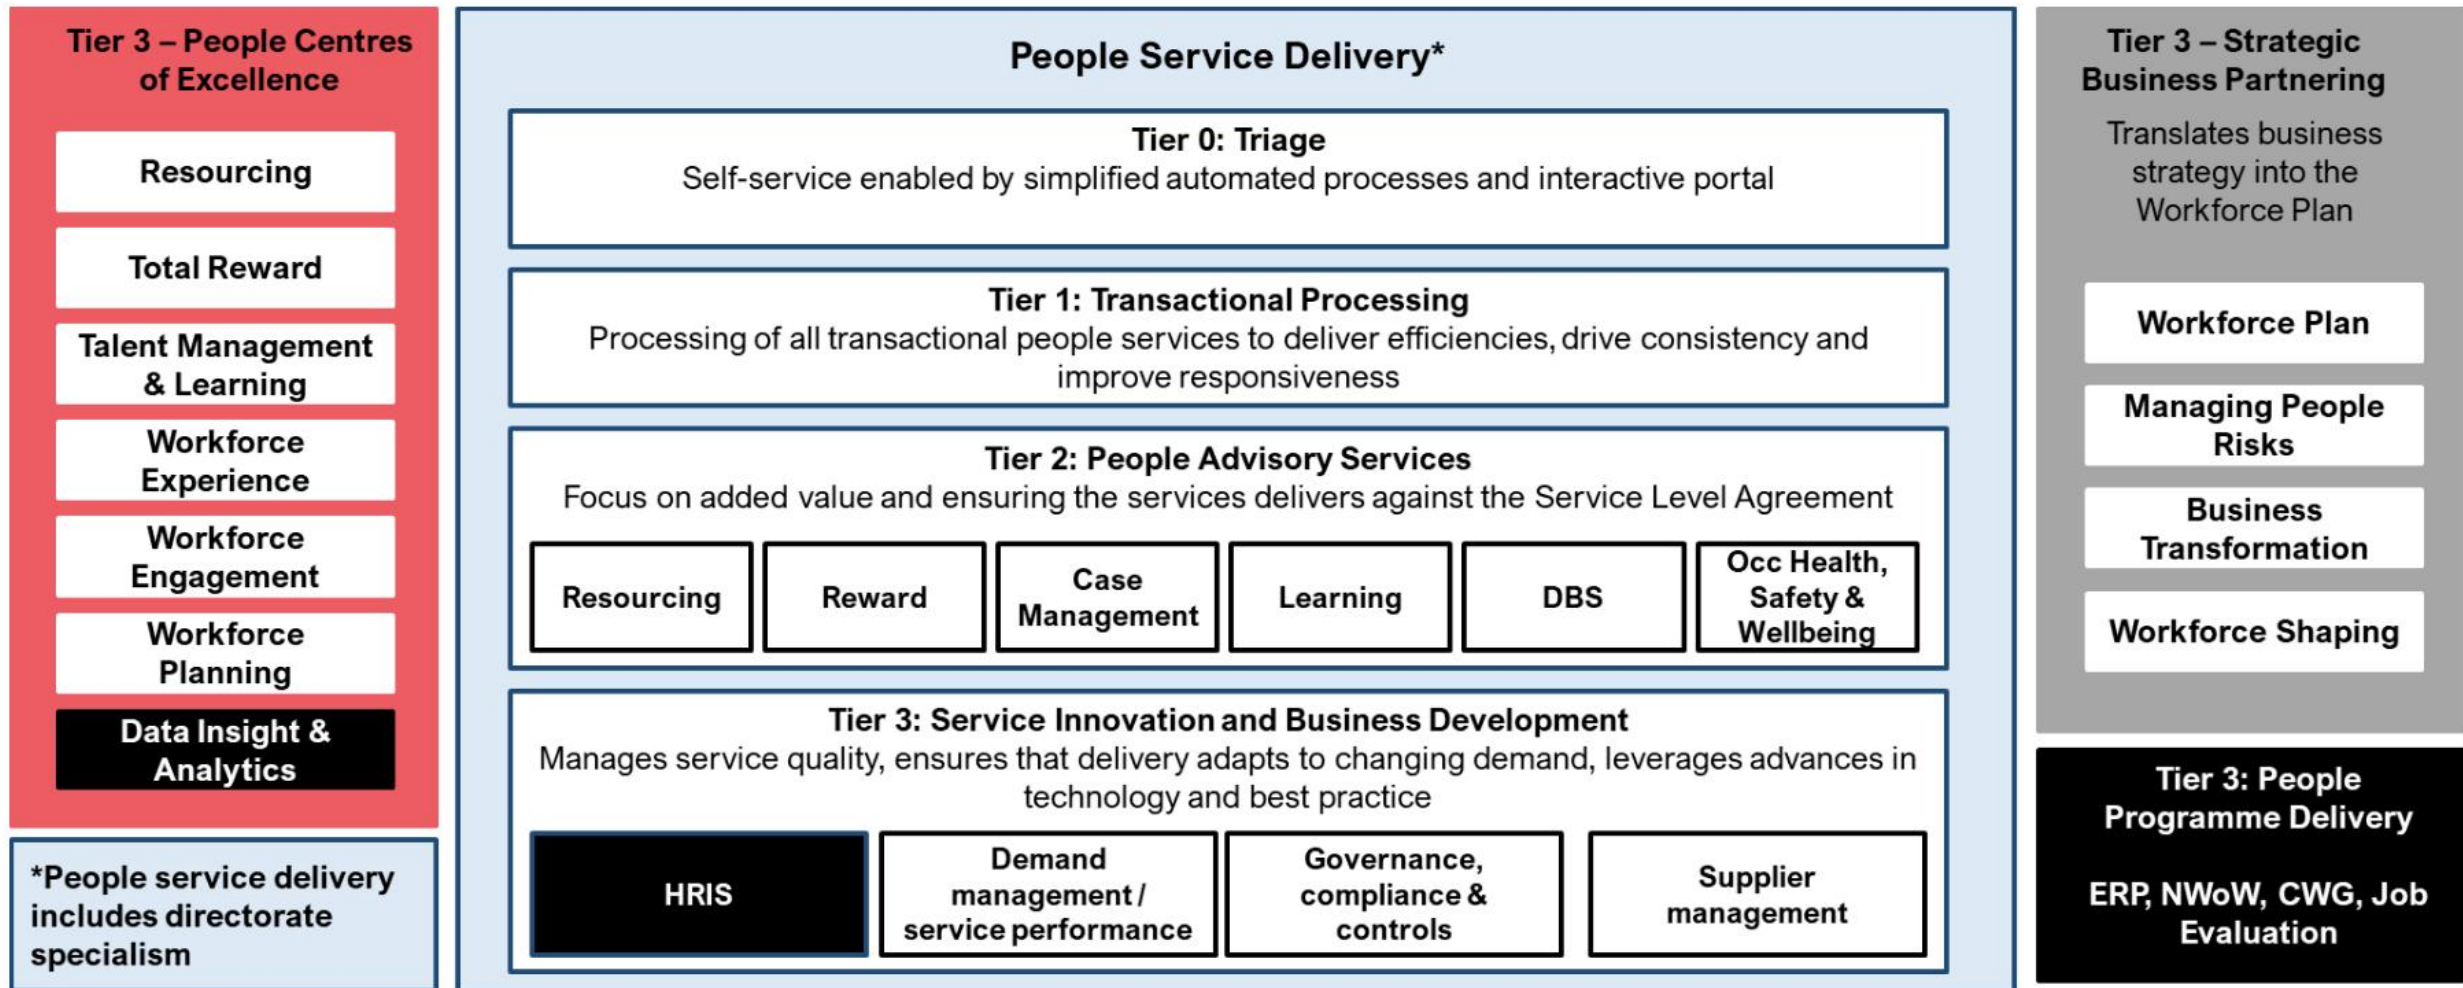 Tier 3 – People Centres
of Excellence
Resourcing
Total Reward
Talent Management
& Learning
Workforce
Experience
Workforce
Engagement
Workforce
Planning
Data Insight &
Analytics
*People service delivery
includes directorate
specialism
People Service Delivery*
Tier 0: Triage
Self-service enabled by simplified automated processes and interactive portal
Tier 1: Transactional Processing
Processing of all transactional people services to deliver efficiencies, drive consistency and
improve responsiveness
Tier 2: People Advisory Services
Focus on added value and ensuring the services delivers against the Service Level Agreement
Resourcing
Reward
Case
Management
Learning
DBS
Occ Health,
Safety &
Wellbeing
Tier 3: Service Innovation and Business Development
Manages service quality, ensures that delivery adapts to changing demand, leverages advances in
technology and best practice
HRIS
Demand
management /
service performance
Governance,
compliance &
controls
Supplier
management
Tier 3 – Strategic
Business Partnering
Translates business
strategy into the
Workforce Plan
Workforce Plan
Managing People
Risks
Business
Transformation
Workforce Shaping
Tier 3: People
Programme Delivery
ERP, NWoW, CWG, Job
Evaluation